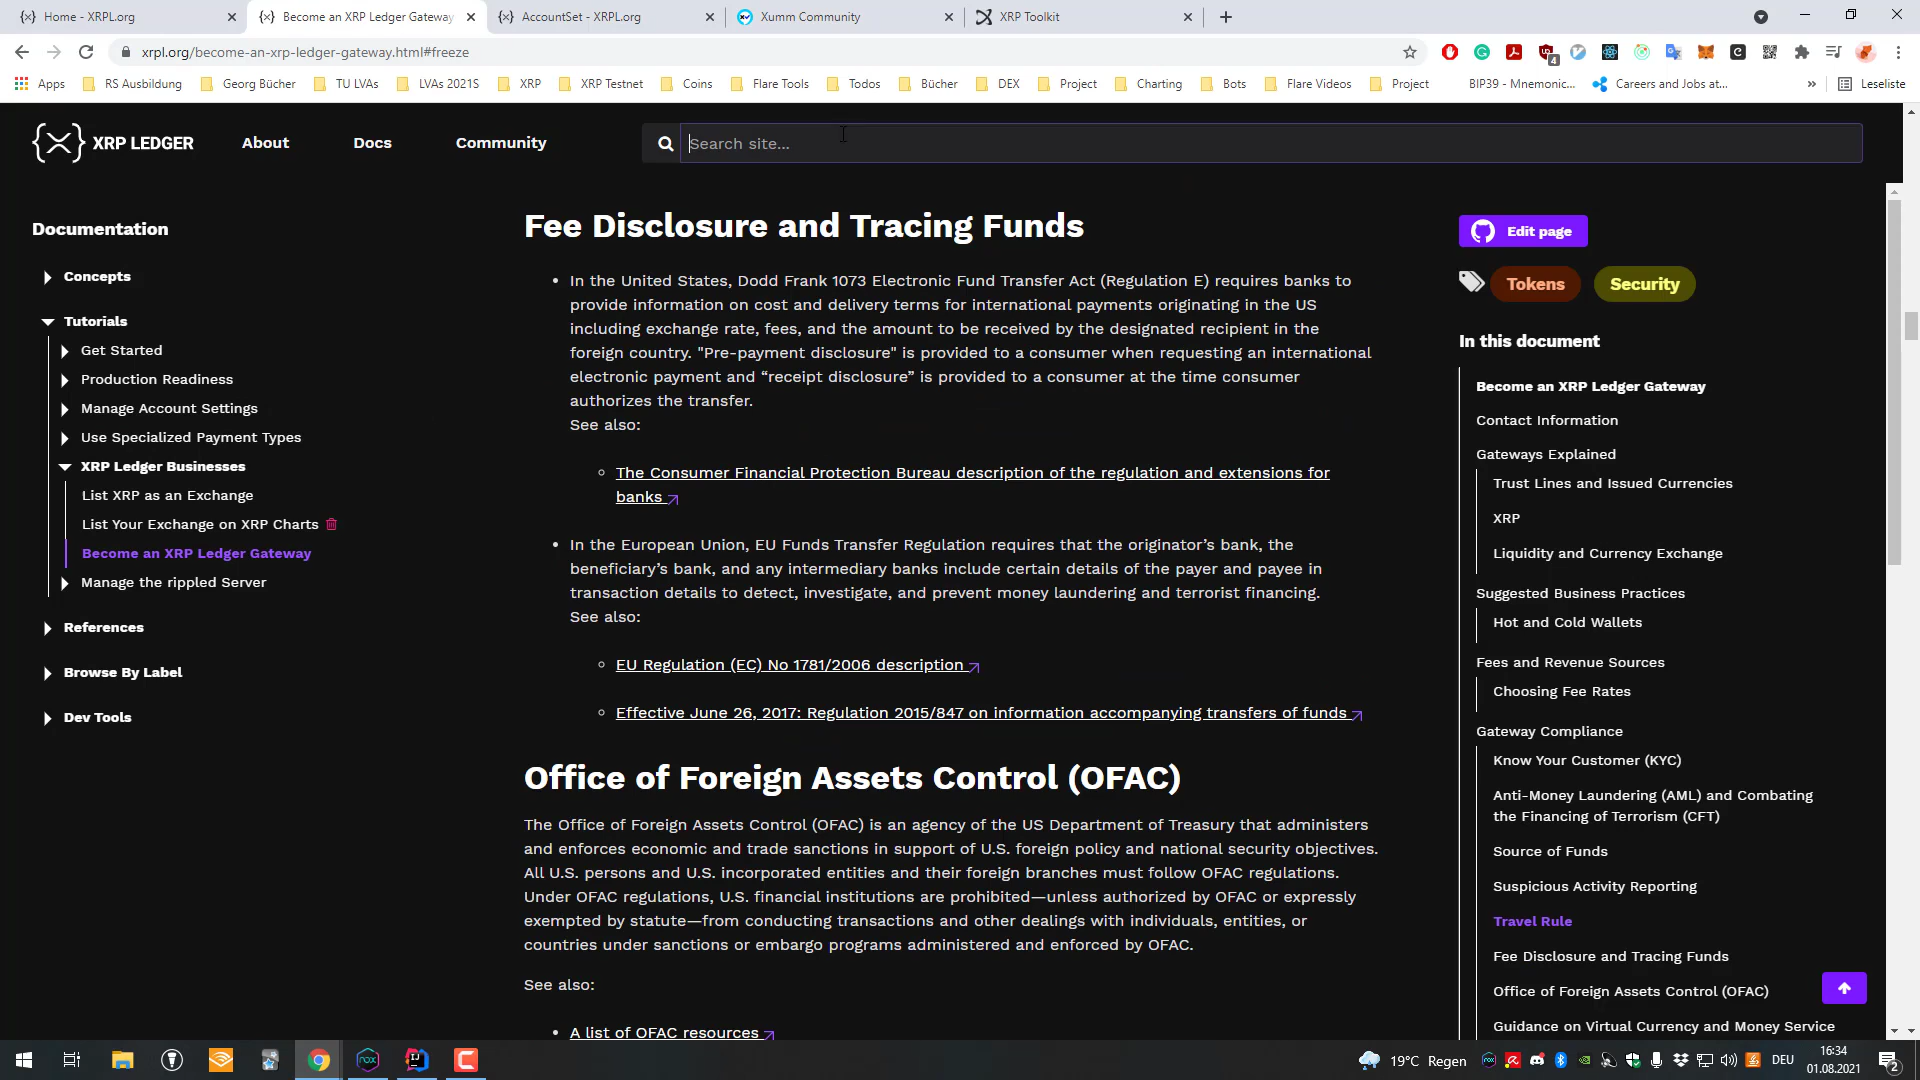 Home - XRPL.org
Become an XRP Ledger Gateway
AccountSet - XRPL.org
Xumm Community
XRP Toolkit
xrpl.org/become-an-xrp-ledger-gateway.html#freeze
4
Apps
RS Ausbildung
Georg Bücher
TU LVAs
LVAs 2021S
XRP
XRP Testnet
Coins
Flare Tools
Todos
Bücher
DEX
Project
Charting
Bots
Flare Videos
Project
BIP39 - Mnemonic...
Careers and Jobs at...
»
Leseliste
XRP LEDGER
About
Docs
Community
Search site...
Documentation
Concepts
Tutorials
Get Started
Production Readiness
Manage Account Settings
Use Specialized Payment Types
XRP Ledger Businesses
List XRP as an Exchange
List Your Exchange on XRP Charts
Become an XRP Ledger Gateway
Manage the rippled Server
References
Browse By Label
Dev Tools
Fee Disclosure and Tracing Funds
• In the United States, Dodd Frank 1073 Electronic Fund Transfer Act (Regulation E) requires banks to
provide information on cost and delivery terms for international payments originating in the US
including exchange rate, fees, and the amount to be received by the designated recipient in the
foreign country. "Pre-payment disclosure" is provided to a consumer when requesting an international
electronic payment and “receipt disclosure” is provided to a consumer at the time consumer
authorizes the transfer.
See also:
The Consumer Financial Protection Bureau description of the regulation and extensions for
banks
• In the European Union, EU Funds Transfer Regulation requires that the originator’s bank, the
beneficiary’s bank, and any intermediary banks include certain details of the payer and payee in
transaction details to detect, investigate, and prevent money laundering and terrorist financing.
See also:
EU Regulation (EC) No 1781/2006 description
Effective June 26, 2017: Regulation 2015/847 on information accompanying transfers of funds
Office of Foreign Assets Control (OFAC)
The Office of Foreign Assets Control (OFAC) is an agency of the US Department of Treasury that administers
and enforces economic and trade sanctions in support of U.S. foreign policy and national security objectives.
All U.S. persons and U.S. incorporated entities and their foreign branches must follow OFAC regulations.
Under OFAC regulations, U.S. financial institutions are prohibited—unless authorized by OFAC or expressly
exempted by statute—from conducting transactions and other dealings with individuals, entities, or
countries under sanctions or embargo programs administered and enforced by OFAC.
See also:
• A list of OFAC resources
Edit page
Tokens
Security
In this document
Become an XRP Ledger Gateway
Contact Information
Gateways Explained
Trust Lines and Issued Currencies
XRP
Liquidity and Currency Exchange
Suggested Business Practices
Hot and Cold Wallets
Fees and Revenue Sources
Choosing Fee Rates
Gateway Compliance
Know Your Customer (KYC)
Anti-Money Laundering (AML) and Combating
the Financing of Terrorism (CFT)
Source of Funds
Suspicious Activity Reporting
Travel Rule
Fee Disclosure and Tracing Funds
Office of Foreign Assets Control (OFAC)
Guidance on Virtual Currency and Money Service
19°C Regen
DEU
16:34
01.08.2021
2